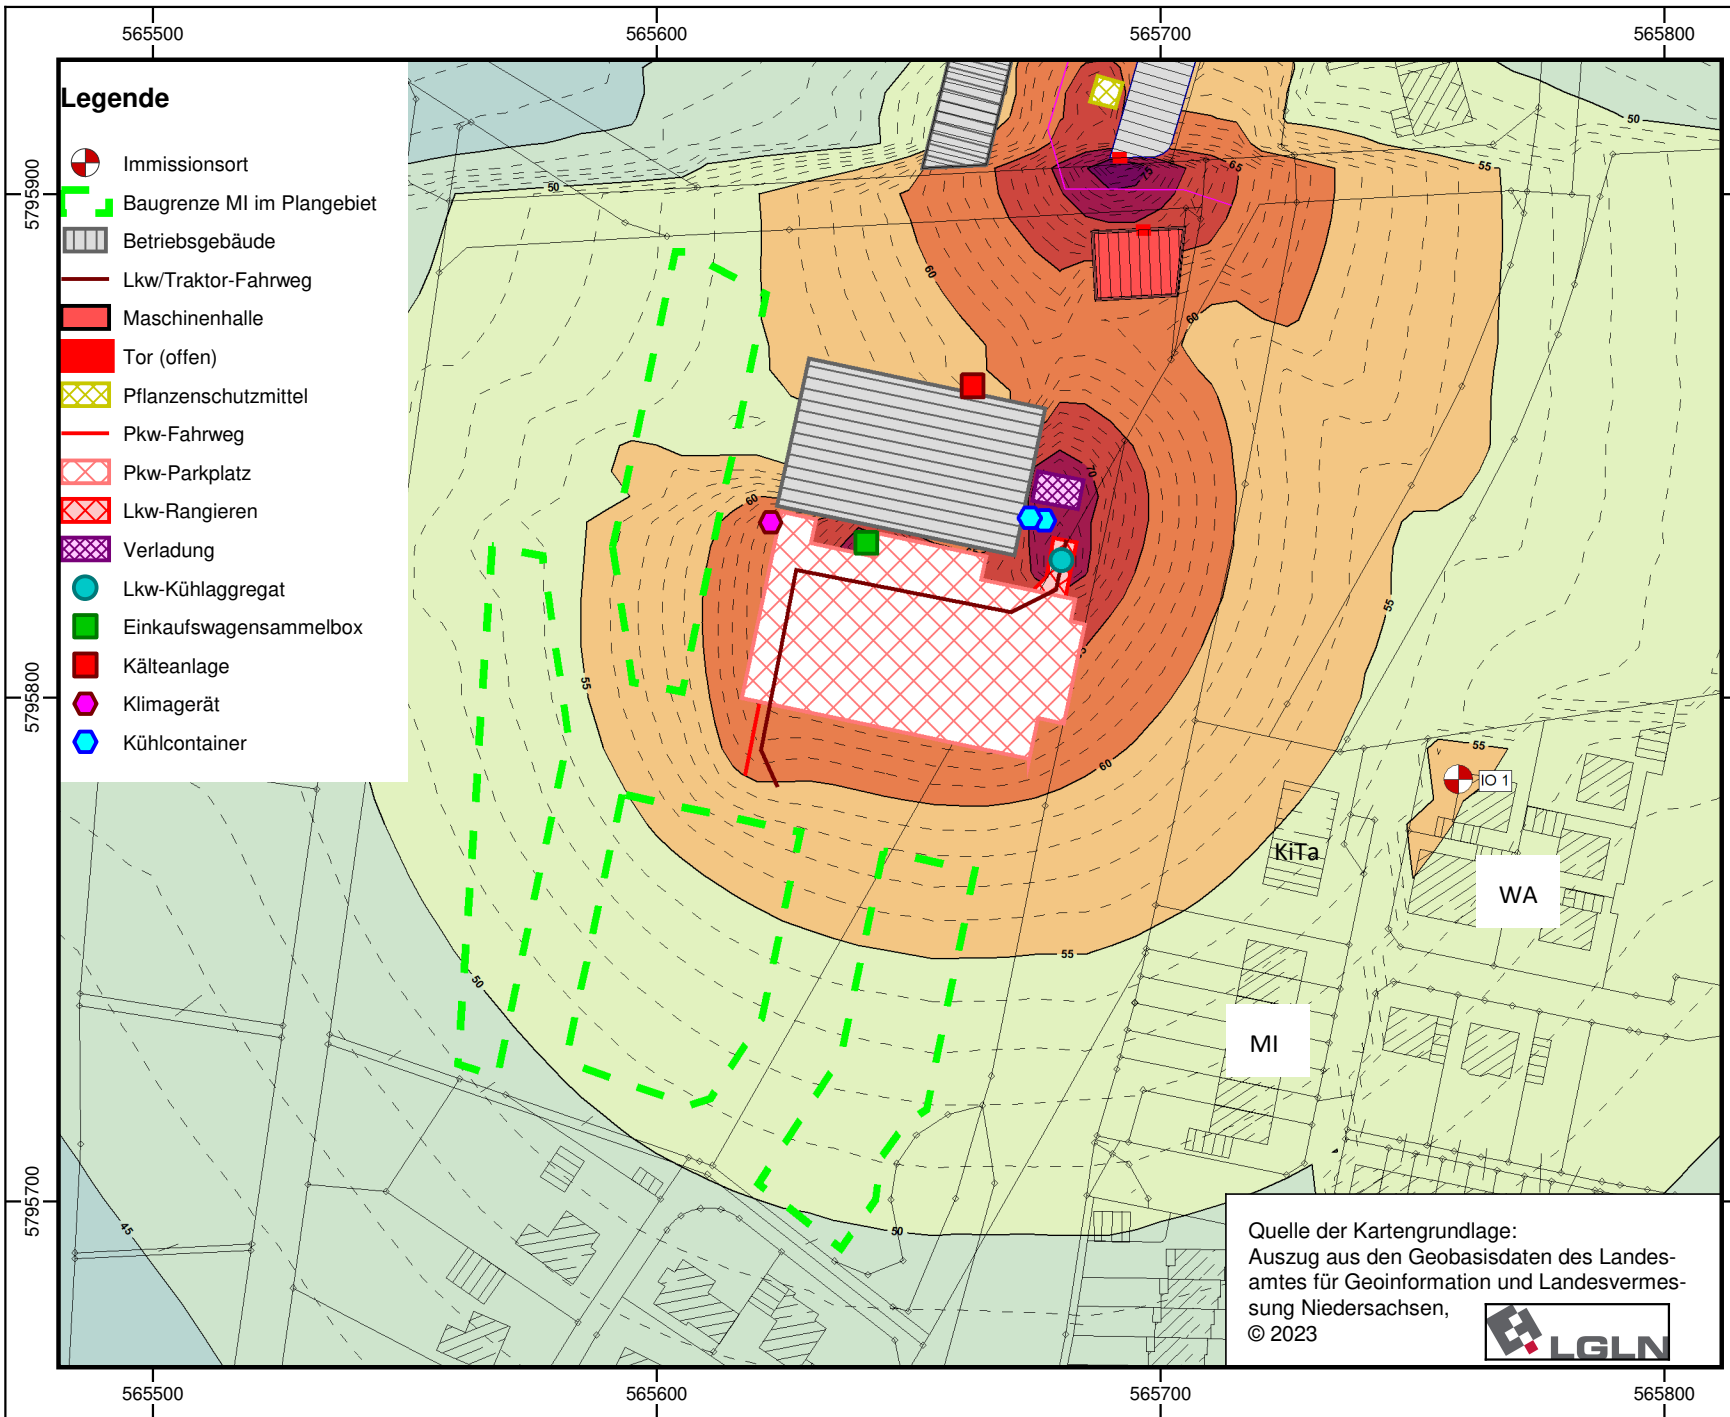 565500
565600
565700
565800
5795900
5795800
5795700
Legende
Immissionsort
Baugrenze MI im Plangebiet
Betriebsgebäude
Lkw/Traktor-Fahrweg
Maschinenhalle
Tor (offen)
Pflanzenschutzmittel
Pkw-Fahrweg
Pkw-Parkplatz
Lkw-Rangieren
Verladung
Lkw-Kühlaggregat
Einkaufswagensammelbox
Kälteanlage
Klimagerät
Kühlcontainer
50
50
55
65
75
60
60
70
60
55
55
60
55
IO 1
KiTa
WA
55
50
MI
50
45
Quelle der Kartengrundlage:
Auszug aus den Geobasisdaten des Landes-
amtes für Geoinformation und Landesvermes-
sung Niedersachsen,
© 2023
LGLN
565500
565600
565700
565800